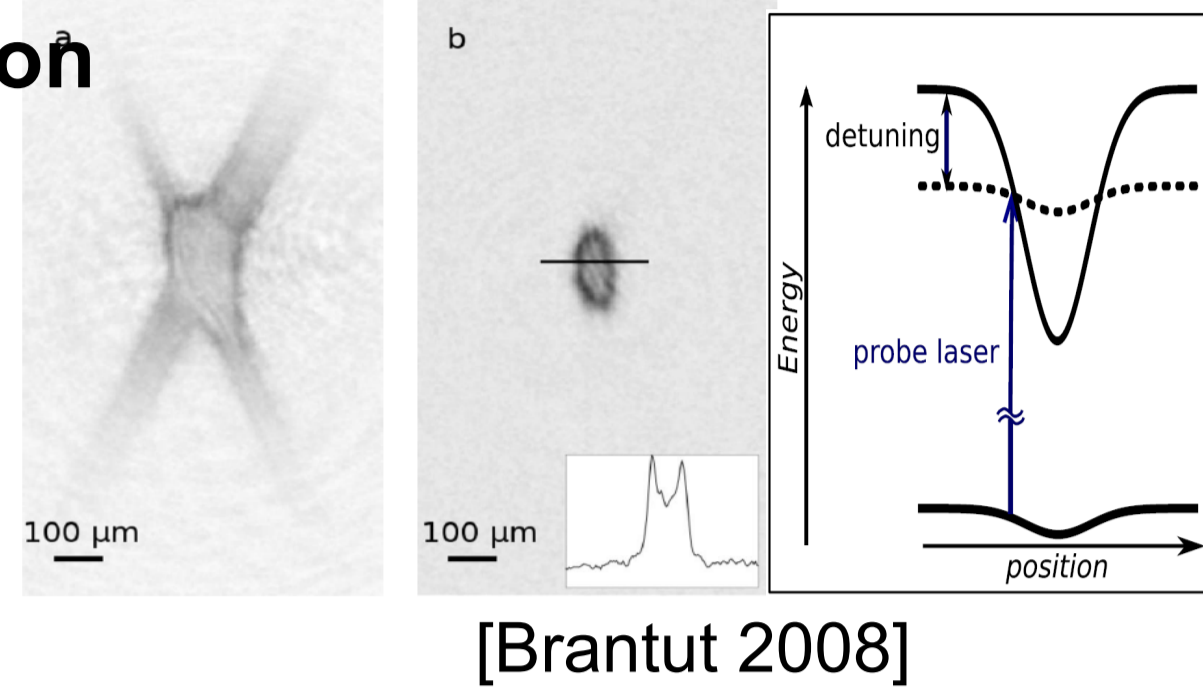 on
a
b
detuning
Energy
probe laser
100 µm
100 µm
position
[Brantut 2008]